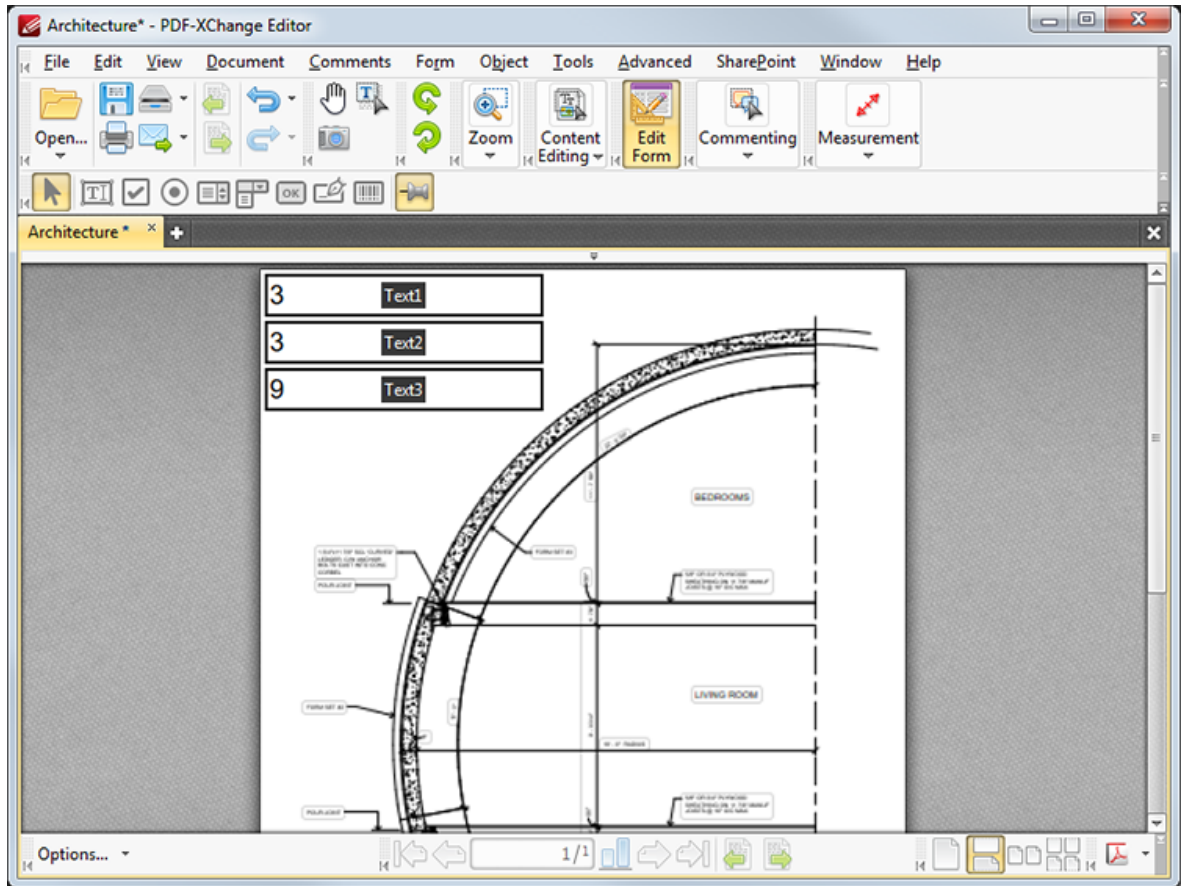 Architecture* - PDF-XChange Editor
File Edit View Document Comments Form Object Tools Advanced SharePoint Window Help
Open... Zoom Content Editing Edit Form Commenting Measurement
OK
Architecture *
3 Text1
3 Text2
9 Text3
BEDROOMS
LIVING ROOM
Options... 1/1